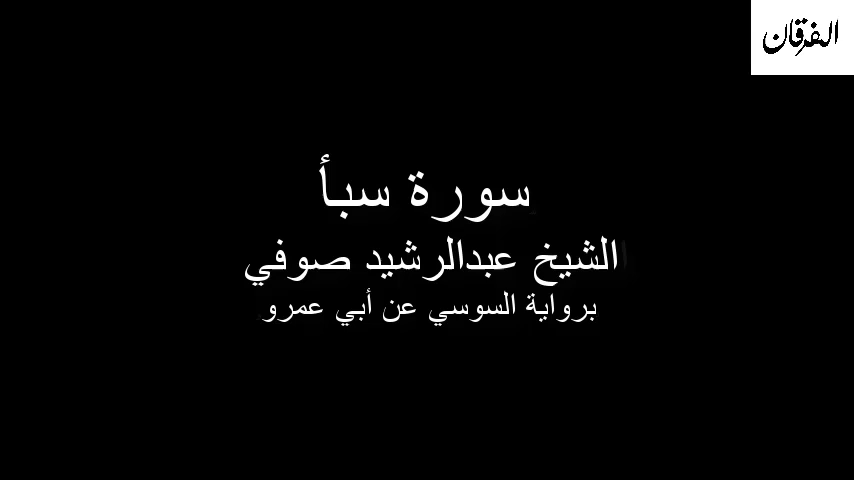 الفرقان
سورة سبأ
الشيخ عبدالرشيد صوفي
برواية السوسي عن أبي عمرو